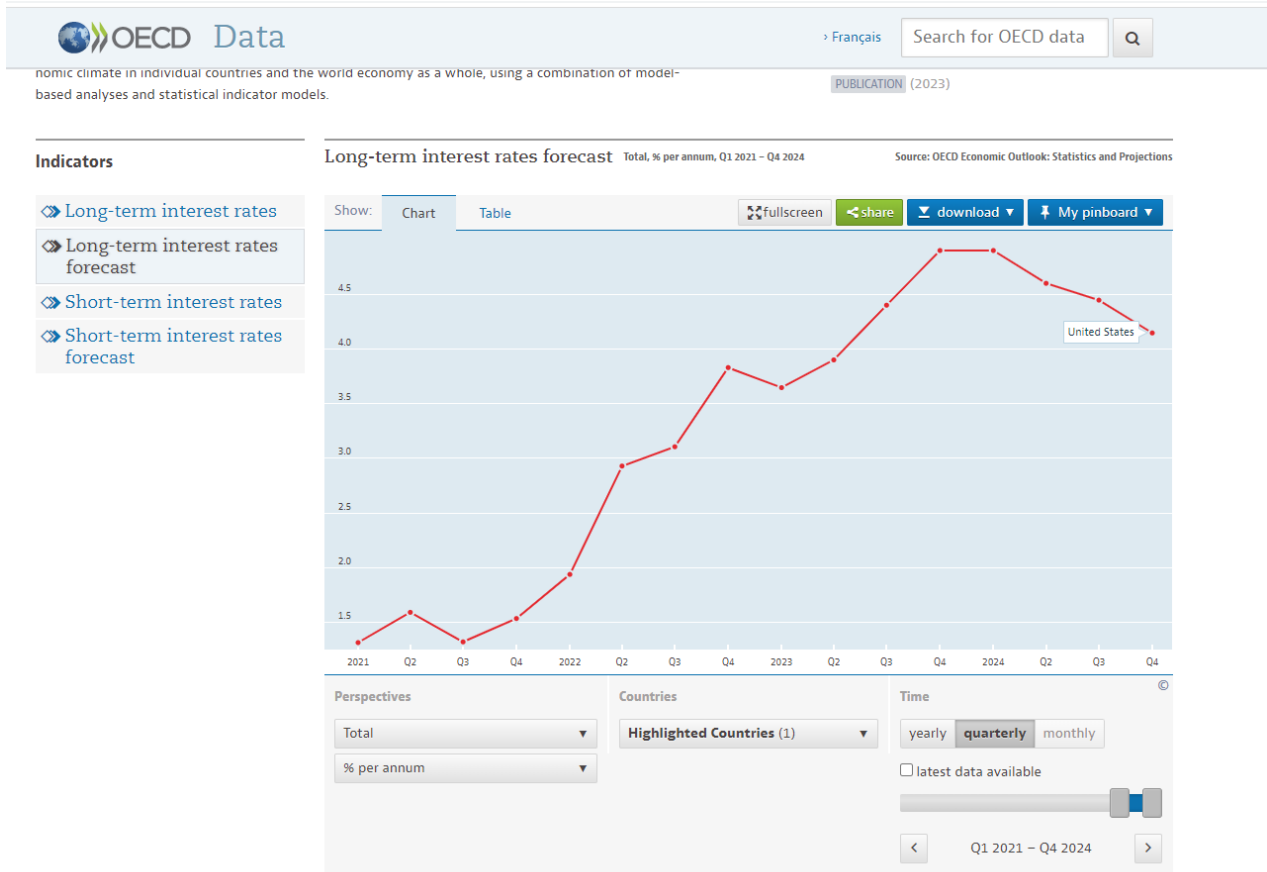 OECD Data
› Français
Search for OECD data
nomic climate in individual countries and the world economy as a whole, using a combination of model-
based analyses and statistical indicator models.
PUBLICATION (2023)
Indicators
Long-term interest rates
Long-term interest rates
forecast
Short-term interest rates
Short-term interest rates
forecast
Long-term interest rates forecast Total, % per annum, Q1 2021 – Q4 2024
Source: OECD Economic Outlook: Statistics and Projections
Show: Chart Table
fullscreen share download ▼ My pinboard ▼
4.5
4.0
3.5
3.0
2.5
2.0
1.5
United States
2021 Q2 Q3 Q4 2022 Q2 Q3 Q4 2023 Q2 Q3 Q4 2024 Q2 Q3 Q4
©
Perspectives
Total ▼
% per annum ▼
Countries
Highlighted Countries (1) ▼
Time
yearly quarterly monthly
latest data available
Q1 2021 – Q4 2024